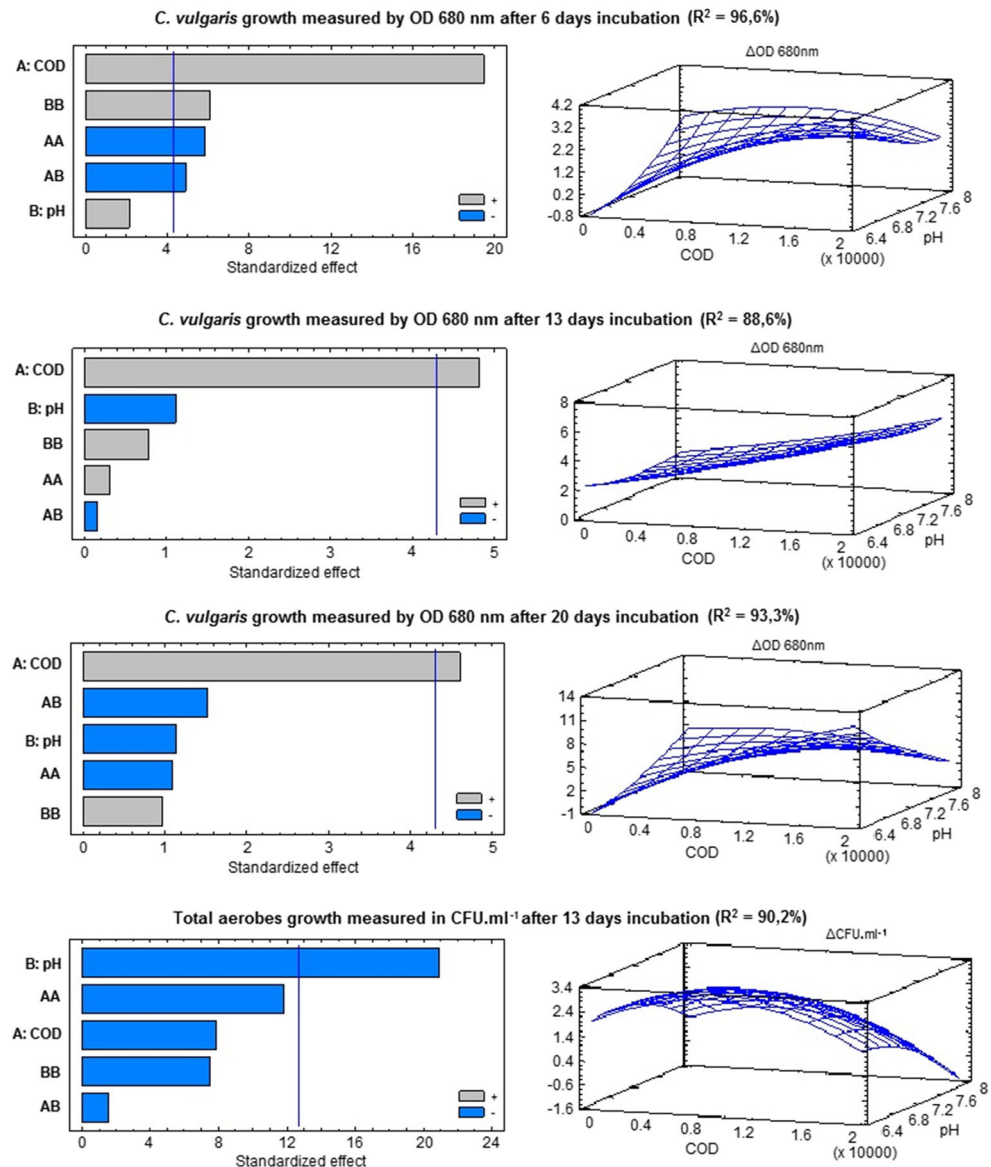 C. vulgaris growth measured by OD 680 nm after 6 days incubation (R² = 96,6%)
A: COD
BB
AA
AB
B: pH
+
-
0 4 8 12 16 20
Standardized effect
ΔOD 680nm
4.2
3.2
2.2
1.2
0.2
-0.8
0 0.4 0.8 1.2 1.6 2
COD
(x 10000)
6.4 6.8 7.2 7.6 8
pH
C. vulgaris growth measured by OD 680 nm after 13 days incubation (R² = 88,6%)
A: COD
B: pH
BB
AA
AB
+
-
0 1 2 3 4 5
Standardized effect
ΔOD 680nm
8
6
4
2
0
0 0.4 0.8 1.2 1.6 2
COD
(x 10000)
6.4 6.8 7.2 7.6 8
pH
C. vulgaris growth measured by OD 680 nm after 20 days incubation (R² = 93,3%)
A: COD
AB
B: pH
AA
BB
+
-
0 1 2 3 4 5
Standardized effect
ΔOD 680nm
14
11
8
5
2
-1
0 0.4 0.8 1.2 1.6 2
COD
(x 10000)
6.4 6.8 7.2 7.6 8
pH
Total aerobes growth measured in CFU.ml⁻¹ after 13 days incubation (R² = 90,2%)
B: pH
AA
A: COD
BB
AB
+
-
0 4 8 12 16 20 24
Standardized effect
ΔCFU.ml⁻¹
3.4
2.4
1.4
0.4
-0.6
-1.6
0 0.4 0.8 1.2 1.6 2
COD
(x 10000)
6.4 6.8 7.2 7.6 8
pH